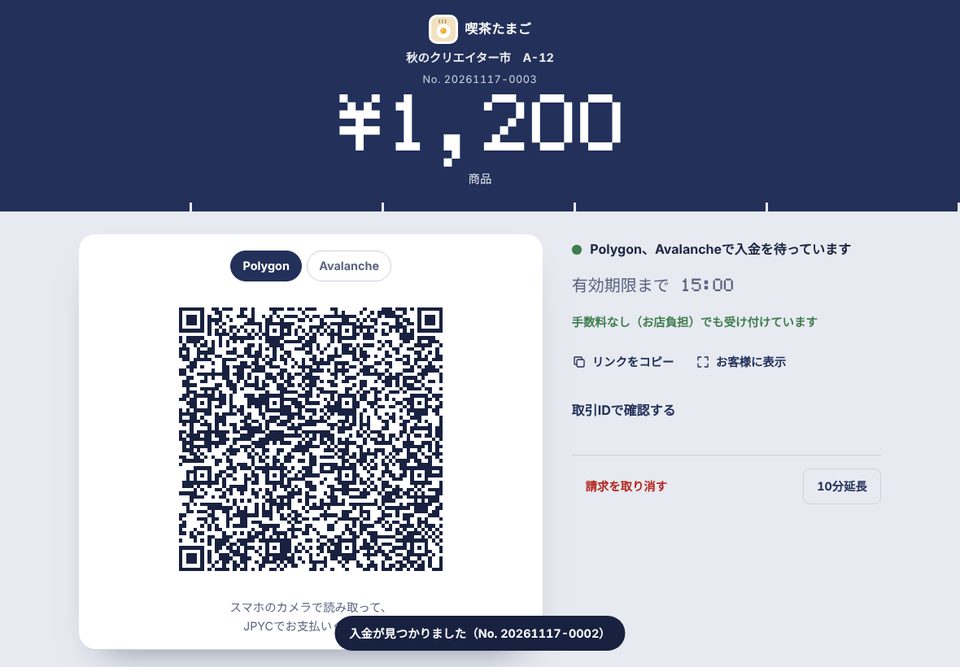 喫茶たまご
秋のクリエイター市　A-12
No. 20261117-0003
¥1,200
商品
Polygon
Avalanche
スマホのカメラで読み取って、
JPYCでお支払い
Polygon、Avalancheで入金を待っています
有効期限まで 15:00
手数料なし（お店負担）でも受け付けています
リンクをコピー
お客様に表示
取引IDで確認する
請求を取り消す
10分延長
入金が見つかりました（No. 20261117-0002）